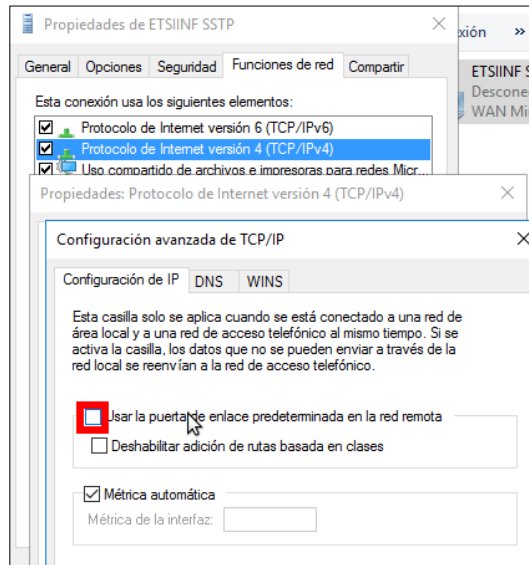 Propiedades de ETSIINF SSTP
xión »
General Opciones Seguridad Funciones de red Compartir
ETSIINF S
Descone
WAN Mi
Esta conexión usa los siguientes elementos:
Protocolo de Internet versión 6 (TCP/IPv6)
Protocolo de Internet versión 4 (TCP/IPv4)
Uso compartido de archivos e impresoras para redes Micr...
Propiedades: Protocolo de Internet versión 4 (TCP/IPv4)
Configuración avanzada de TCP/IP
Configuración de IP DNS WINS
Esta casilla solo se aplica cuando se está conectado a una red de
área local y a una red de acceso telefónico al mismo tiempo. Si se
activa la casilla, los datos que no se pueden enviar a través de la
red local se reenvían a la red de acceso telefónico.
Usar la puerta de enlace predeterminada en la red remota
Deshabilitar adición de rutas basada en clases
Métrica automática
Métrica de la interfaz: